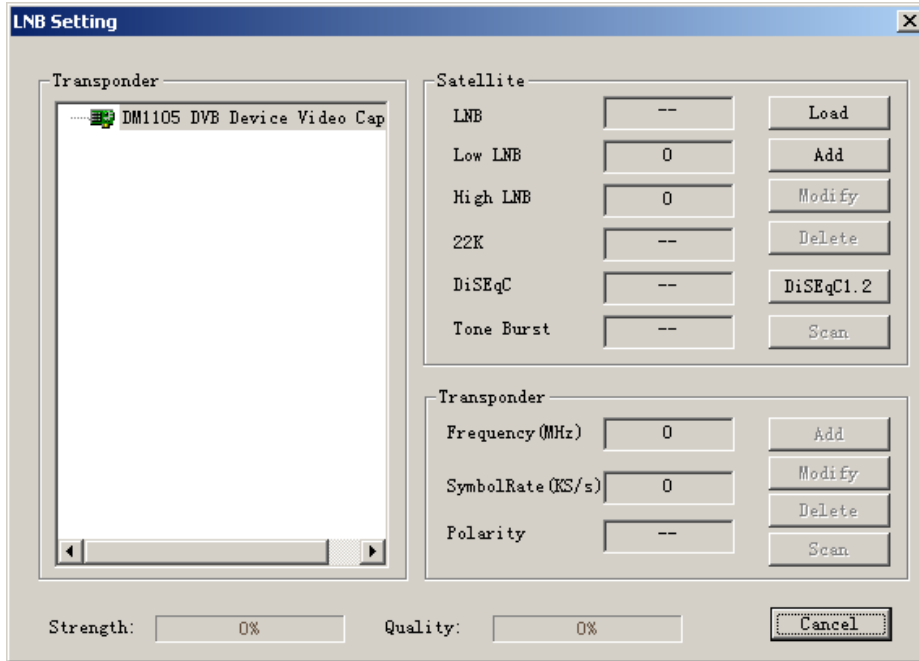 LNB Setting
Transponder
DM1105 DVB Device Video Cap
Satellite
LNB -- Load
Low LNB 0 Add
High LNB 0 Modify
22K -- Delete
DiSEqC -- DiSEqC1.2
Tone Burst -- Scan
Transponder
Frequency(MHz) 0 Add
SymbolRate(KS/s) 0 Modify
Delete
Polarity -- Scan
Strength: 0% Quality: 0% Cancel